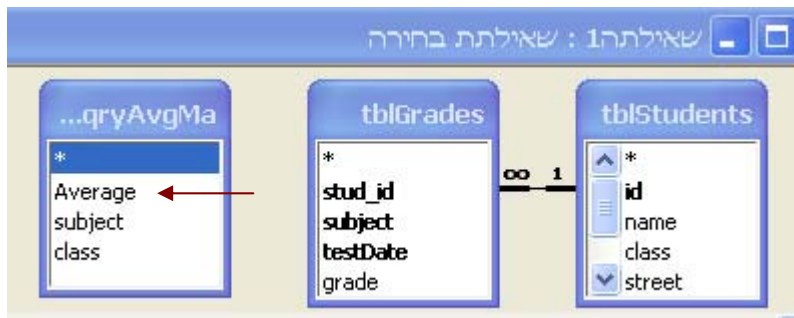 שאילתה1 : שאילתת בחירה
tblStudents
*
id
name
class
street
1
∞
tblGrades
*
stud_id
subject
testDate
grade
...qryAvgMa
*
Average
subject
class